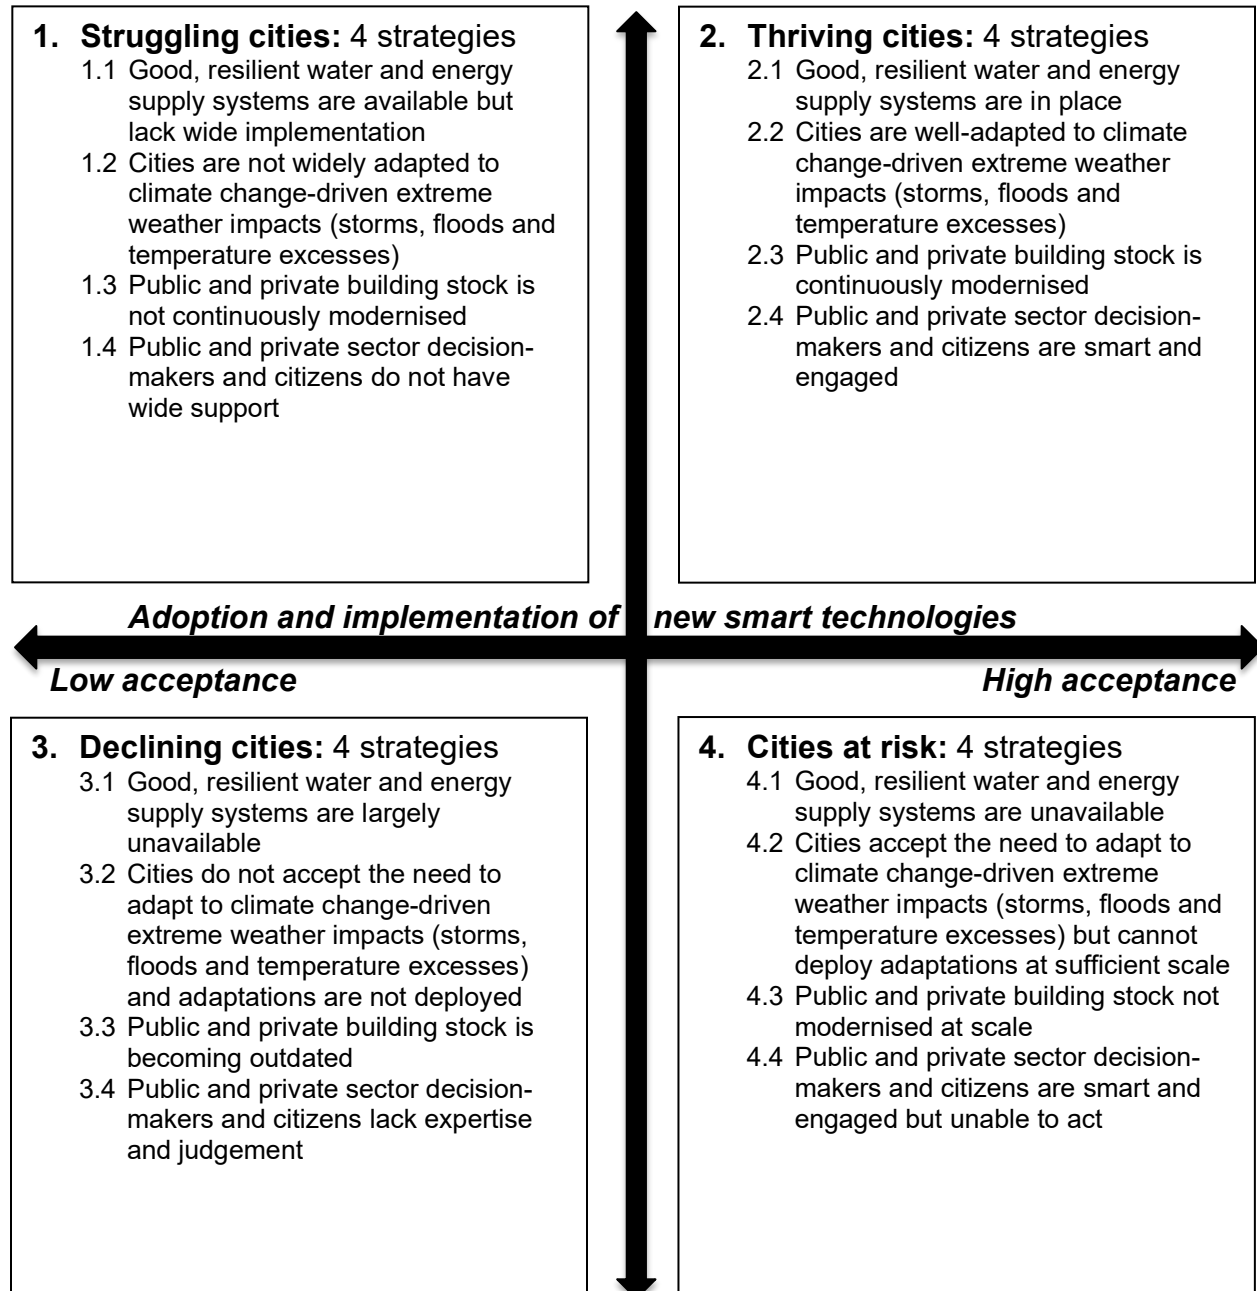 1. Struggling cities: 4 strategies
1.1 Good, resilient water and energy
supply systems are available but
lack wide implementation
1.2 Cities are not widely adapted to
climate change-driven extreme
weather impacts (storms, floods and
temperature excesses)
1.3 Public and private building stock is
not continuously modernised
1.4 Public and private sector decision-
makers and citizens do not have
wide support
2. Thriving cities: 4 strategies
2.1 Good, resilient water and energy
supply systems are in place
2.2 Cities are well-adapted to climate
change-driven extreme weather
impacts (storms, floods and
temperature excesses)
2.3 Public and private building stock is
continuously modernised
2.4 Public and private sector decision-
makers and citizens are smart and
engaged
Adoption and implementation of new smart technologies
Low acceptance
High acceptance
3. Declining cities: 4 strategies
3.1 Good, resilient water and energy
supply systems are largely
unavailable
3.2 Cities do not accept the need to
adapt to climate change-driven
extreme weather impacts (storms,
floods and temperature excesses)
and adaptations are not deployed
3.3 Public and private building stock is
becoming outdated
3.4 Public and private sector decision-
makers and citizens lack expertise
and judgement
4. Cities at risk: 4 strategies
4.1 Good, resilient water and energy
supply systems are unavailable
4.2 Cities accept the need to adapt to
climate change-driven extreme
weather impacts (storms, floods and
temperature excesses) but cannot
deploy adaptations at sufficient scale
4.3 Public and private building stock not
modernised at scale
4.4 Public and private sector decision-
makers and citizens are smart and
engaged but unable to act